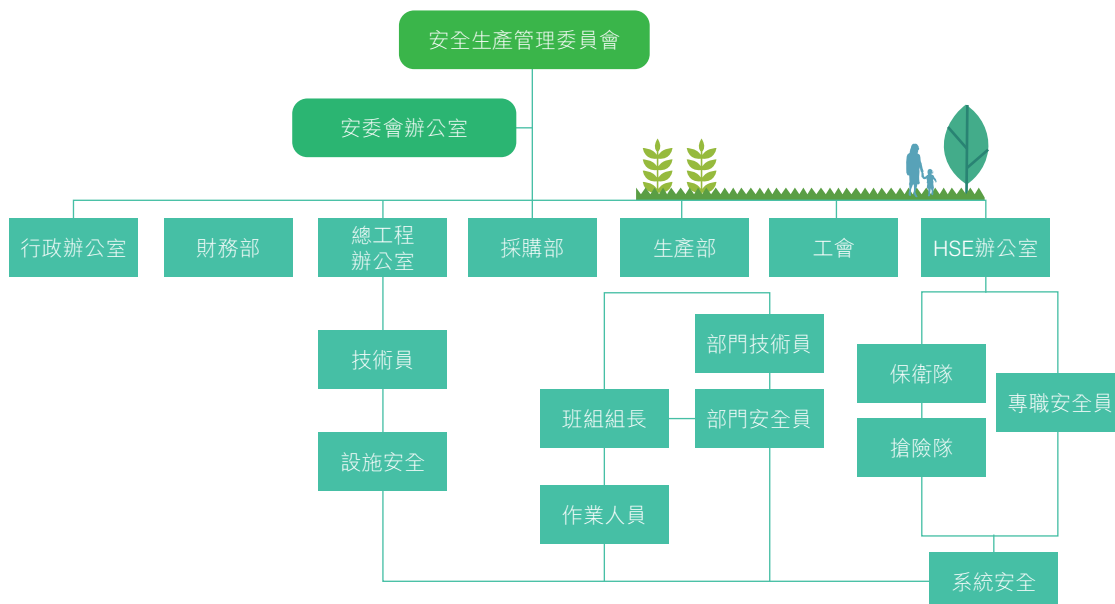 安全生產管理委員會
安委會辦公室
行政辦公室
財務部
總工程
辦公室
採購部
生產部
工會
HSE辦公室
技術員
部門技術員
保衛隊
專職安全員
班組組長
部門安全員
搶險隊
設施安全
作業人員
系統安全